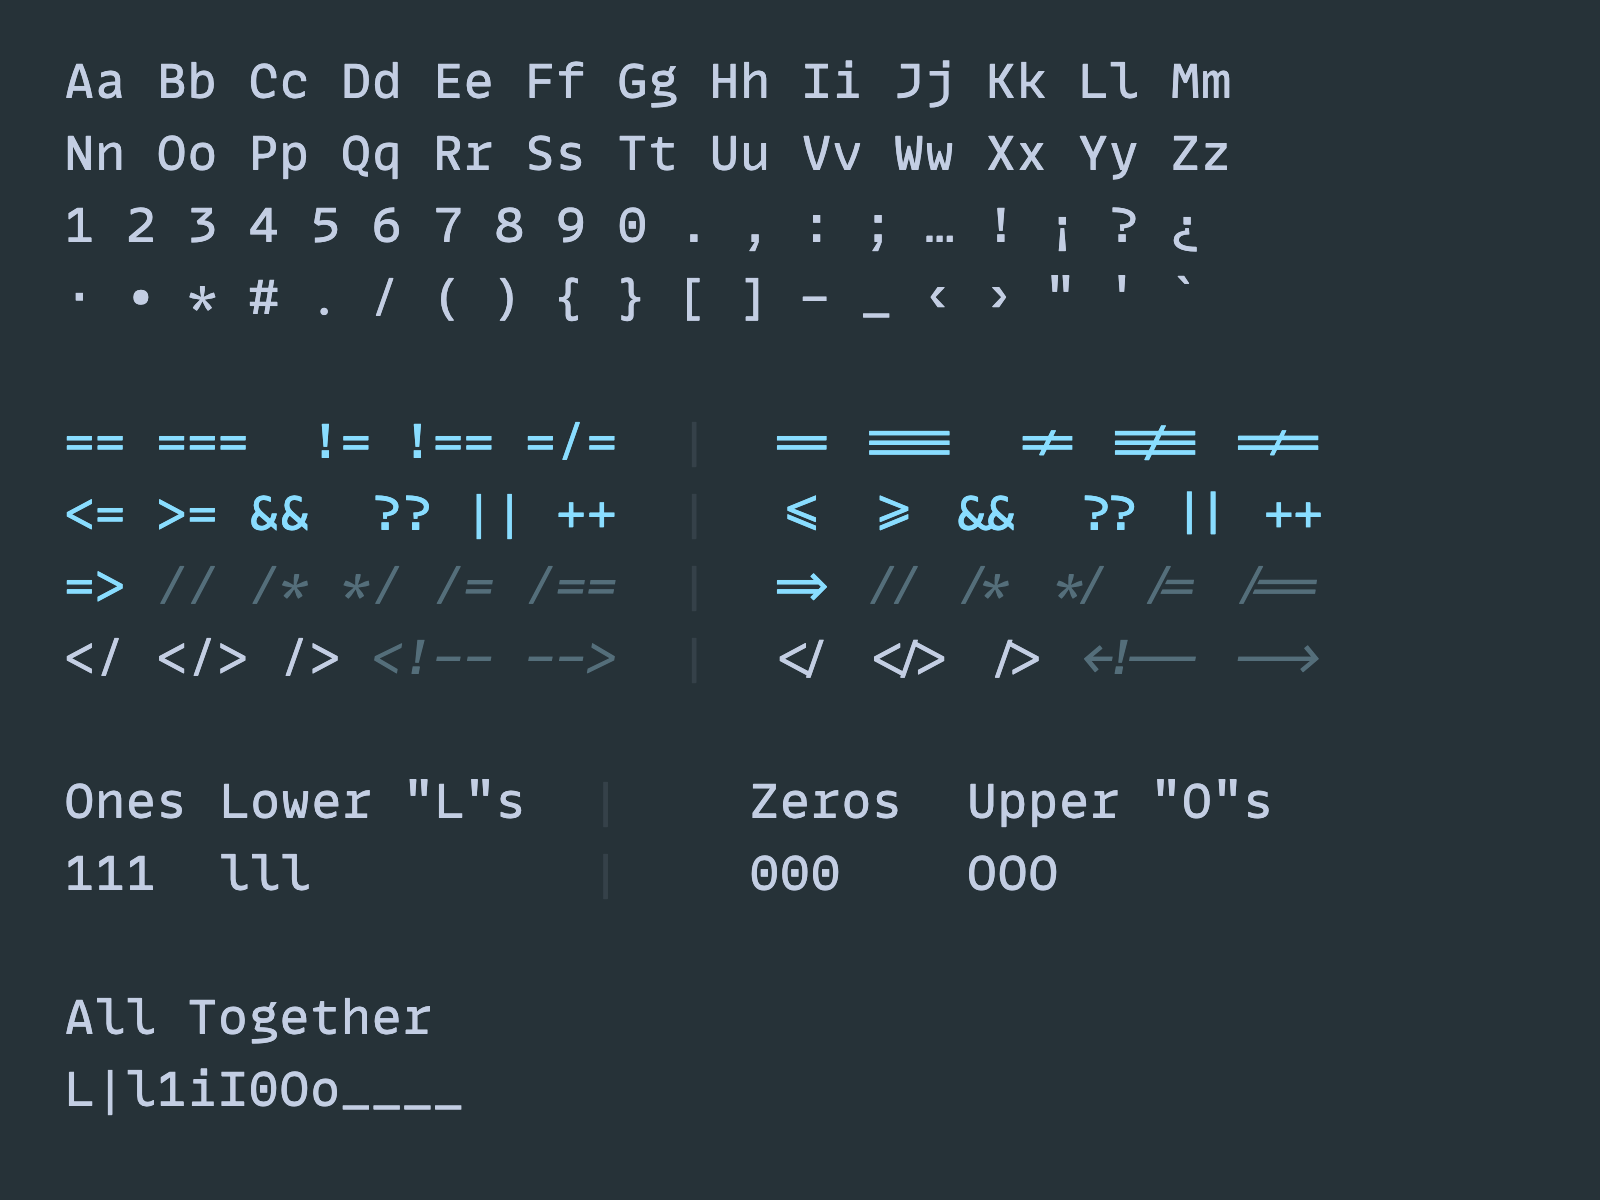 Aa Bb Cc Dd Ee Ff Gg Hh Ii Jj Kk Ll Mm
Nn Oo Pp Qq Rr Ss Tt Uu Vv Ww Xx Yy Zz
1 2 3 4 5 6 7 8 9 0 . , : ; … ! ¡ ? ¿
· • * # . / ( ) { } [ ] - _ ‹ › " ' `
== === != !== =/= | == === != !== =/=
<= >= && ?? || ++ | <= >= && ?? || ++
=> // /* */ /= /== | => // /* */ /= /==
</ </> /> <!-- --> | </ </> /> <!-- -->
Ones Lower "L"s | Zeros Upper "O"s
111 lll | 000 OOO
All Together
L|l1iI0Oo____